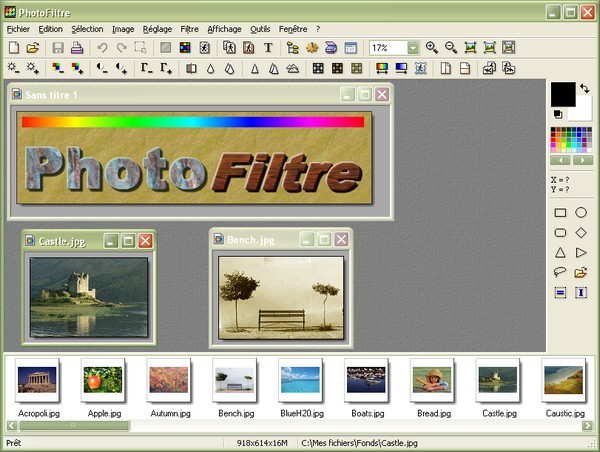 PhotoFiltre
Fichier Edition Sélection Image Réglage Filtre Affichage Outils Fenêtre ?
T 17%
Sans titre 1
Photo Filtre
X = ?
Y = ?
Castle.jpg
Bench.jpg
Acropoli.jpg Apple.jpg Autumn.jpg Bench.jpg BlueH20.jpg Boats.jpg Bread.jpg Castle.jpg Caustic.jpg
Prêt 918x614x16M C:\Mes fichiers\Fonds\Castle.jpg